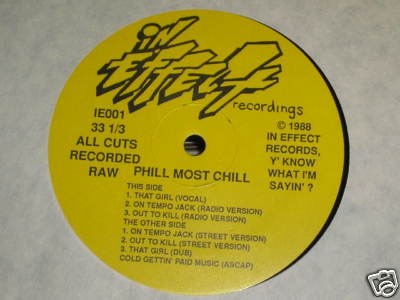 in
EFFECT
recordings
IE001
33 1/3
ALL CUTS
RECORDED
RAW
© 1988
IN EFFECT
RECORDS,
Y' KNOW
WHAT I'M
SAYIN' ?
PHILL MOST CHILL
THIS SIDE
1. THAT GIRL (VOCAL)
2. ON TEMPO JACK (RADIO VERSION)
3. OUT TO KILL (RADIO VERSION)
THE OTHER SIDE
1. ON TEMPO JACK (STREET VERSION)
2. OUT TO KILL (STREET VERSION)
3. THAT GIRL (DUB)
COLD GETTIN' PAID MUSIC (ASCAP)